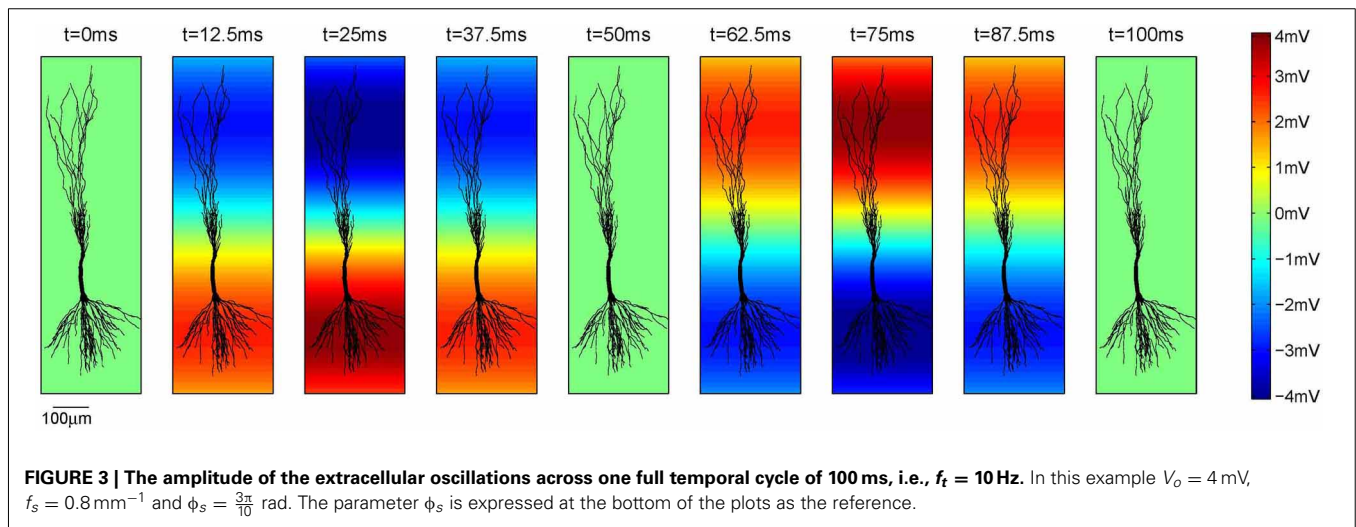 t=0ms t=12.5ms t=25ms t=37.5ms t=50ms t=62.5ms t=75ms t=87.5ms t=100ms
4mV
3mV
2mV
1mV
0mV
−1mV
−2mV
−3mV
−4mV
100μm
FIGURE 3 | The amplitude of the extracellular oscillations across one full temporal cycle of 100 ms, i.e., f_t = 10 Hz. In this example V_o = 4 mV,
f_s = 0.8 mm⁻¹ and ϕ_s = 3π/10 rad. The parameter ϕ_s is expressed at the bottom of the plots as the reference.